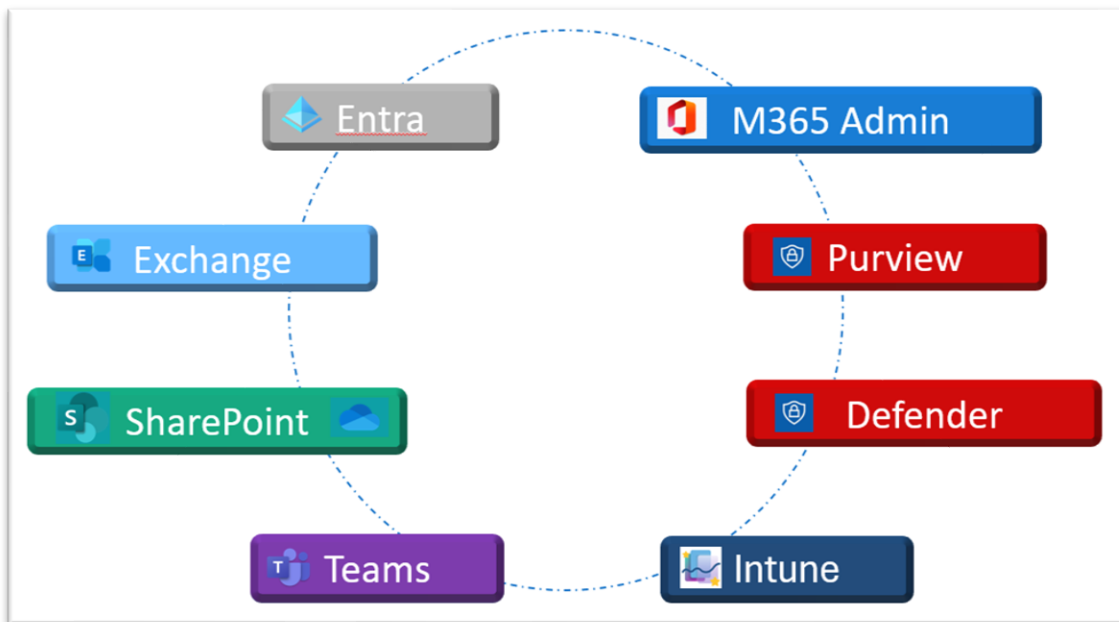 Entra
M365 Admin
E
Exchange
Purview
S
SharePoint
Defender
T
Teams
Intune